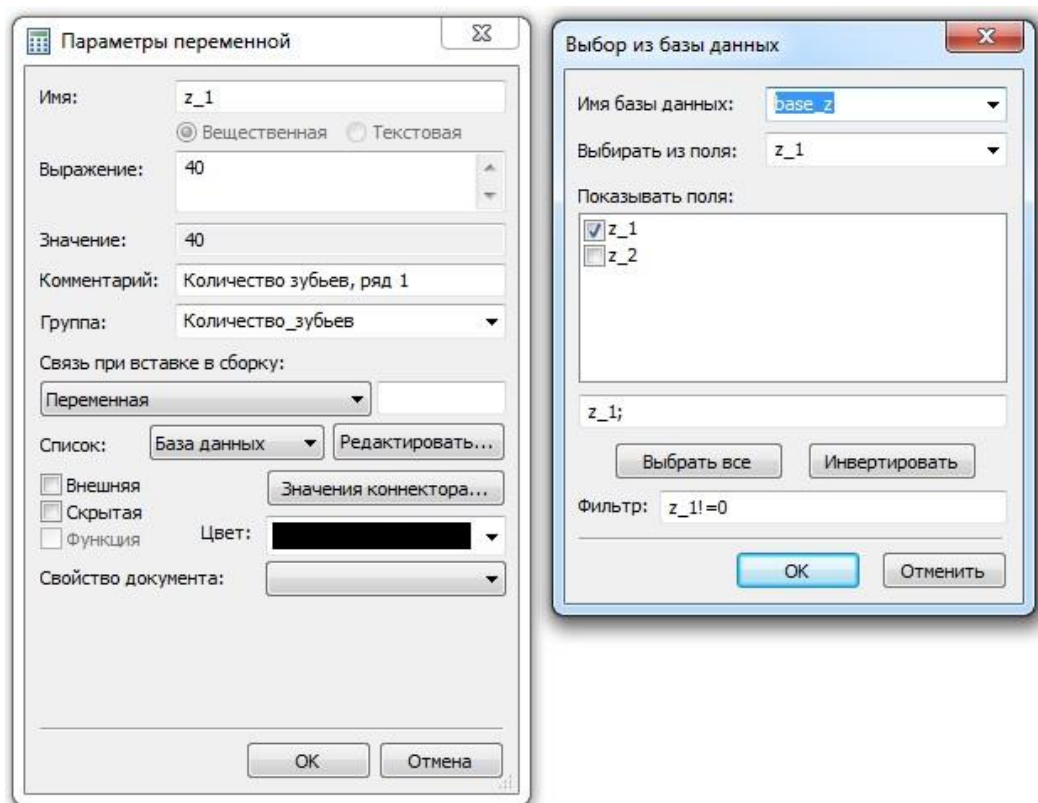 Параметры переменной
Имя: z_1
Вещественная Текстовая
Выражение: 40
Значение: 40
Комментарий: Количество зубьев, ряд 1
Группа: Количество_зубьев
Связь при вставке в сборку:
Переменная
Список: База данных Редактировать...
Внешняя Значения коннектора...
Скрытая
Функция Цвет:
Свойство документа:
OK Отмена
Выбор из базы данных
Имя базы данных: base_z
Выбирать из поля: z_1
Показывать поля:
z_1
z_2
z_1;
Выбрать все Инвертировать
Фильтр: z_1!=0
OK Отменить